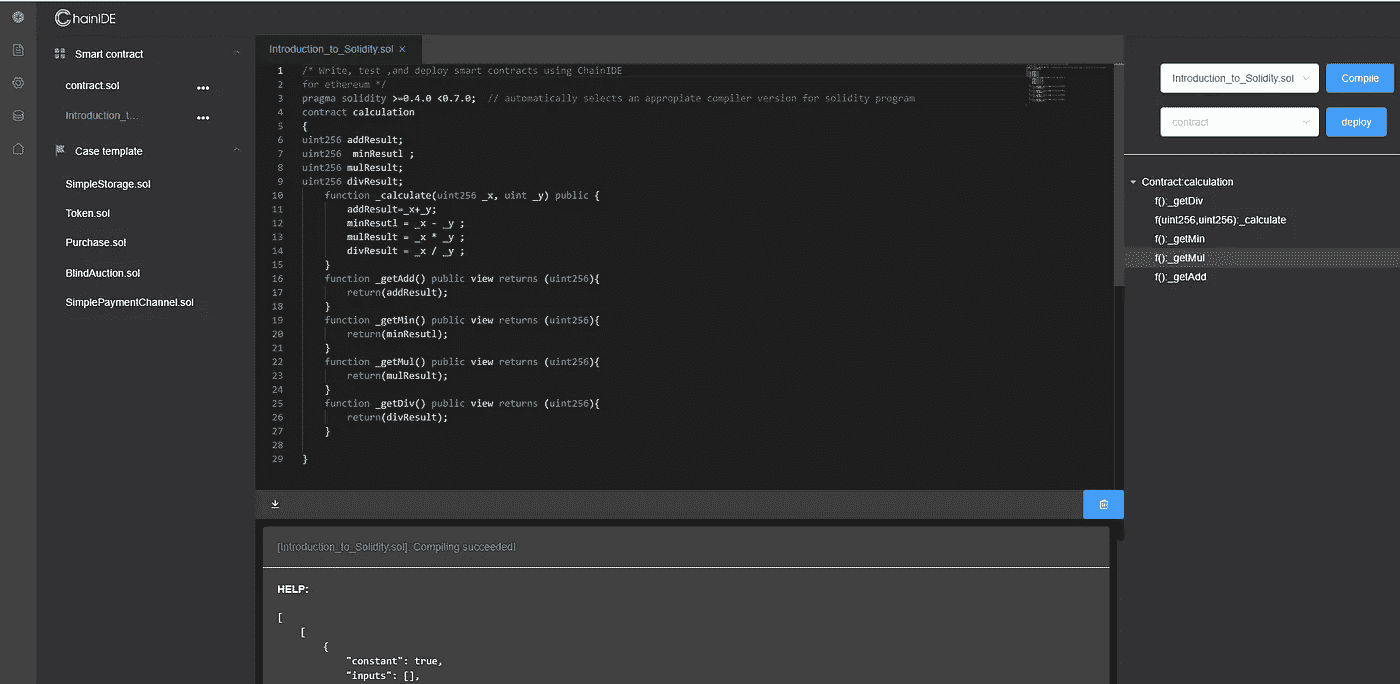 ChainIDE
Smart contract
contract.sol
•••
Introduction_t...
•••
Case template
SimpleStorage.sol
Token.sol
Purchase.sol
BlindAuction.sol
SimplePaymentChannel.sol
Introduction_to_Solidity.sol ×
1 /* Write, test ,and deploy smart contracts using ChainIDE
2 for ethereum */
3 pragma solidity >=0.4.0 <0.7.0; // automatically selects an appropiate compiler version for solidity program
4 contract calculation
5 {
6 uint256 addResult;
7 uint256 minResutl ;
8 uint256 mulResult;
9 uint256 divResult;
10 function _calculate(uint256 _x, uint _y) public {
11 addResult=_x+_y;
12 minResutl = _x - _y ;
13 mulResult = _x * _y ;
14 divResult = _x / _y ;
15 }
16 function _getAdd() public view returns (uint256){
17 return(addResult);
18 }
19 function _getMin() public view returns (uint256){
20 return(minResutl);
21 }
22 function _getMul() public view returns (uint256){
23 return(mulResult);
24 }
25 function _getDiv() public view returns (uint256){
26 return(divResult);
27 }
28
29 }
[Introduction_to_Solidity.sol]: Compiling succeeded!
HELP:
[
[
{
"constant": true,
"inputs": [],
Introduction_to_Solidity.sol
Compile
contract
deploy
Contract:calculation
f():_getDiv
f(uint256,uint256):_calculate
f():_getMin
f():_getMul
f():_getAdd